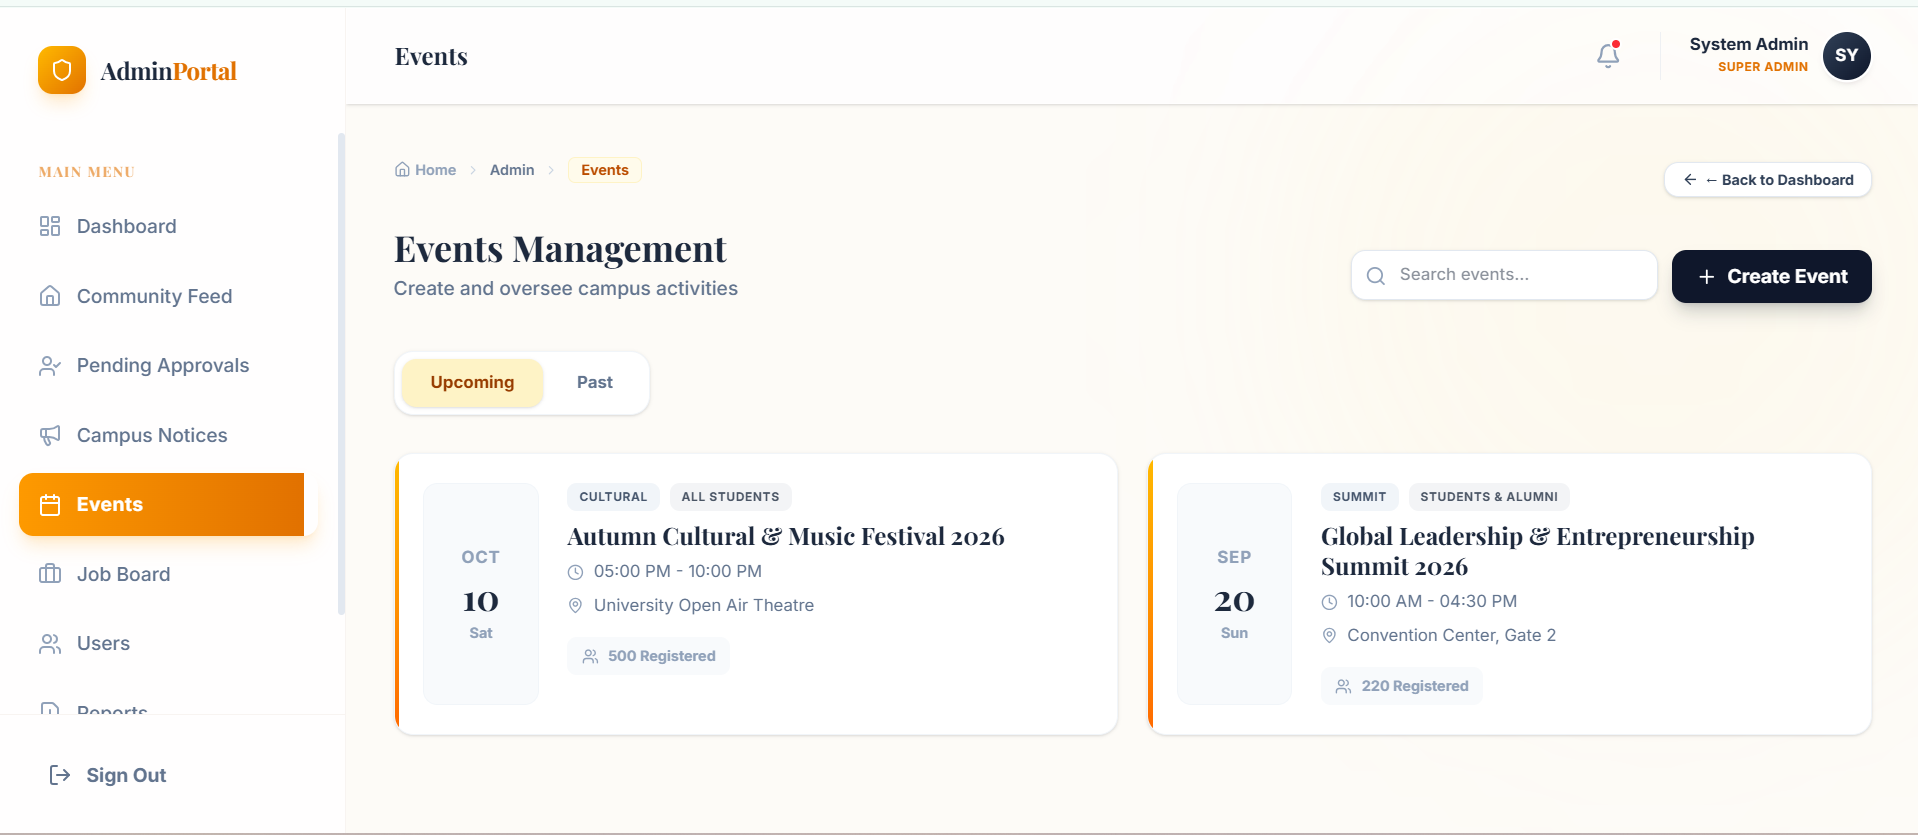 AdminPortal
MAIN MENU
Dashboard
Community Feed
Pending Approvals
Campus Notices
Events
Job Board
Users
Reports
Sign Out
Events
System Admin
SUPER ADMIN
SY
Home
Admin
Events
← Back to Dashboard
Events Management
Create and oversee campus activities
Search events...
Create Event
Upcoming
Past
OCT
10
Sat
CULTURAL
ALL STUDENTS
Autumn Cultural & Music Festival 2026
05:00 PM - 10:00 PM
University Open Air Theatre
500 Registered
SEP
20
Sun
SUMMIT
STUDENTS & ALUMNI
Global Leadership & Entrepreneurship
Summit 2026
10:00 AM - 04:30 PM
Convention Center, Gate 2
220 Registered